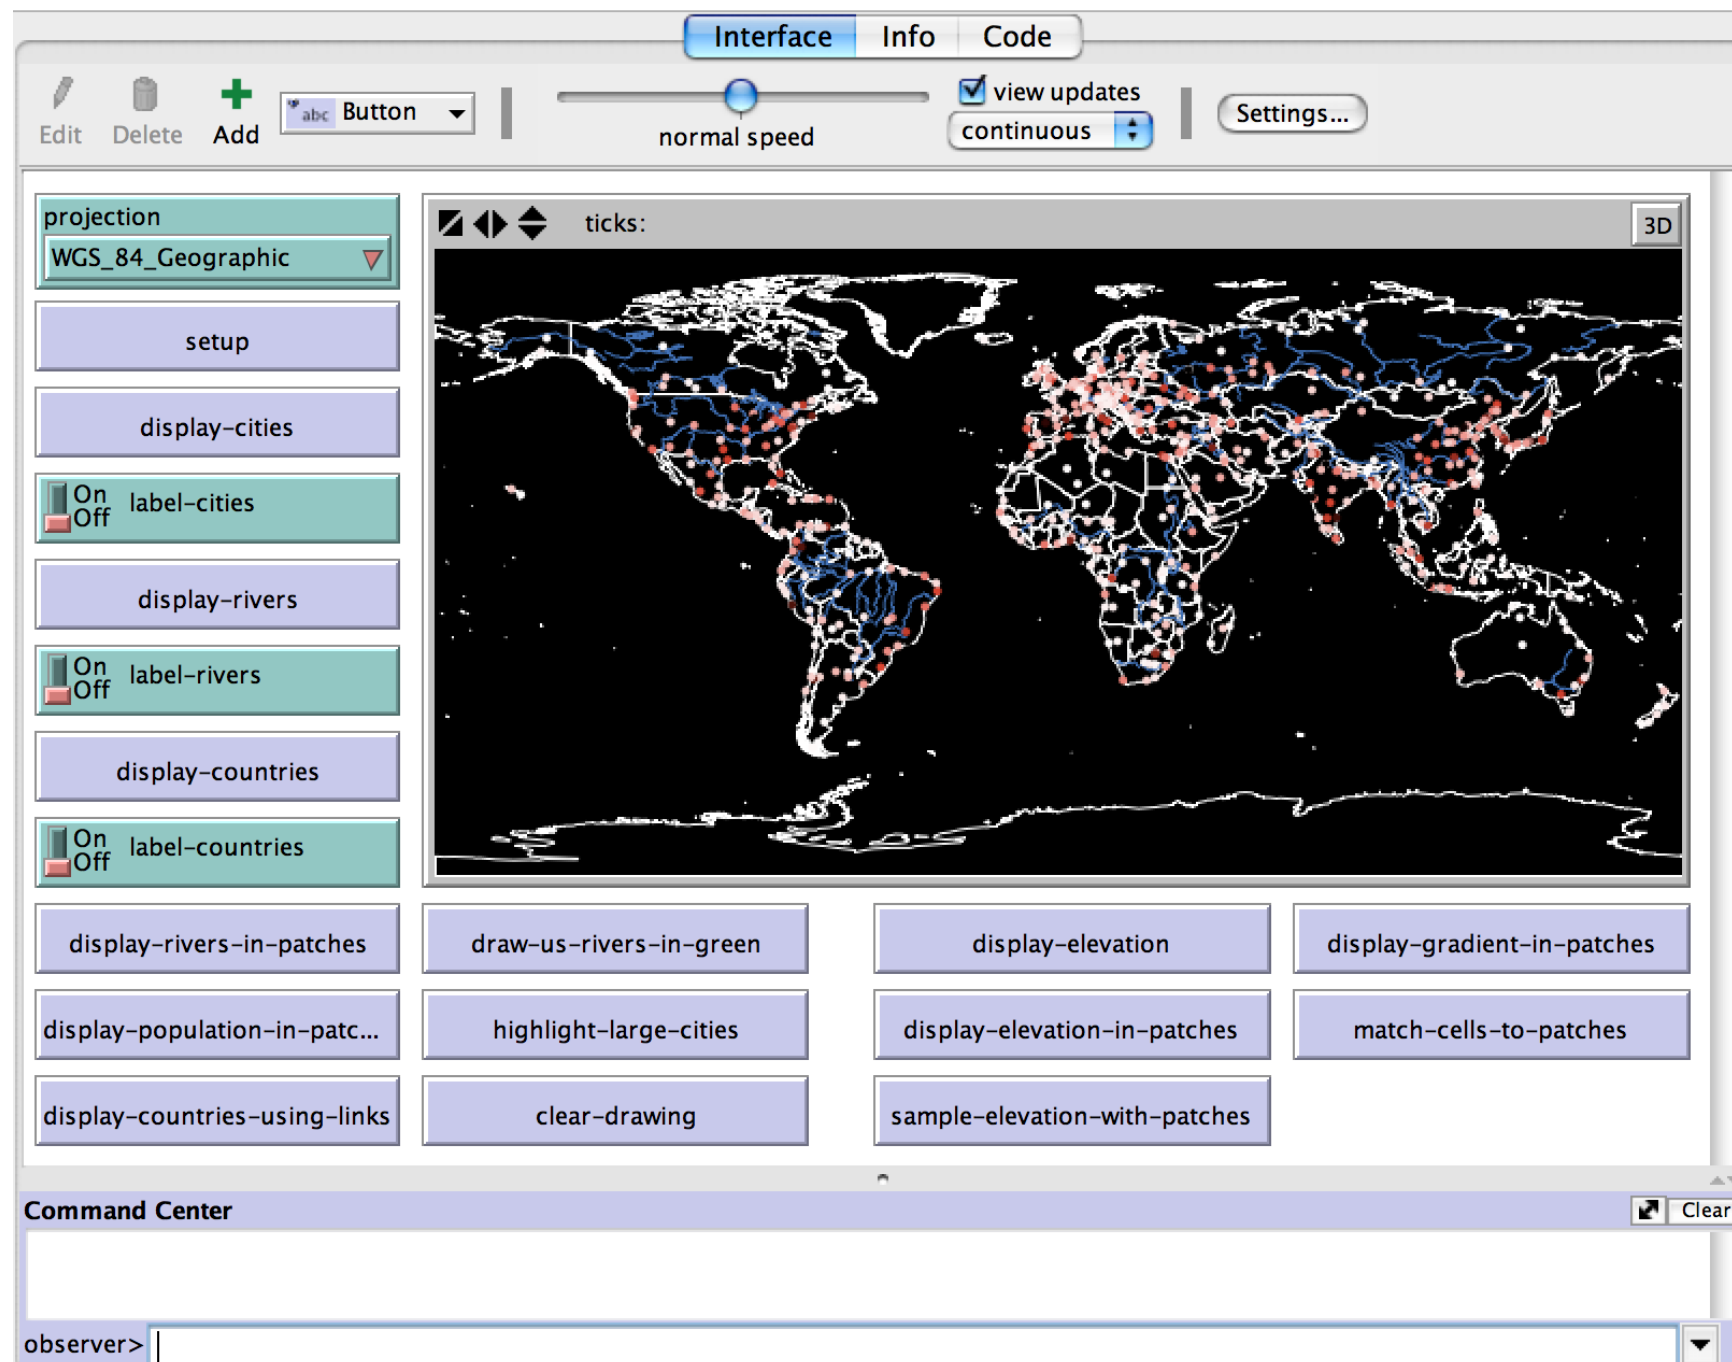 Interface Info Code
Edit Delete Add abc Button
normal speed
view updates
continuous
Settings...
projection
WGS_84_Geographic
ticks:
3D
setup
display-cities
On
Off
label-cities
display-rivers
On
Off
label-rivers
display-countries
On
Off
label-countries
display-rivers-in-patches
draw-us-rivers-in-green
display-elevation
display-gradient-in-patches
display-population-in-patc...
highlight-large-cities
display-elevation-in-patches
match-cells-to-patches
display-countries-using-links
clear-drawing
sample-elevation-with-patches
Command Center
Clear
observer>